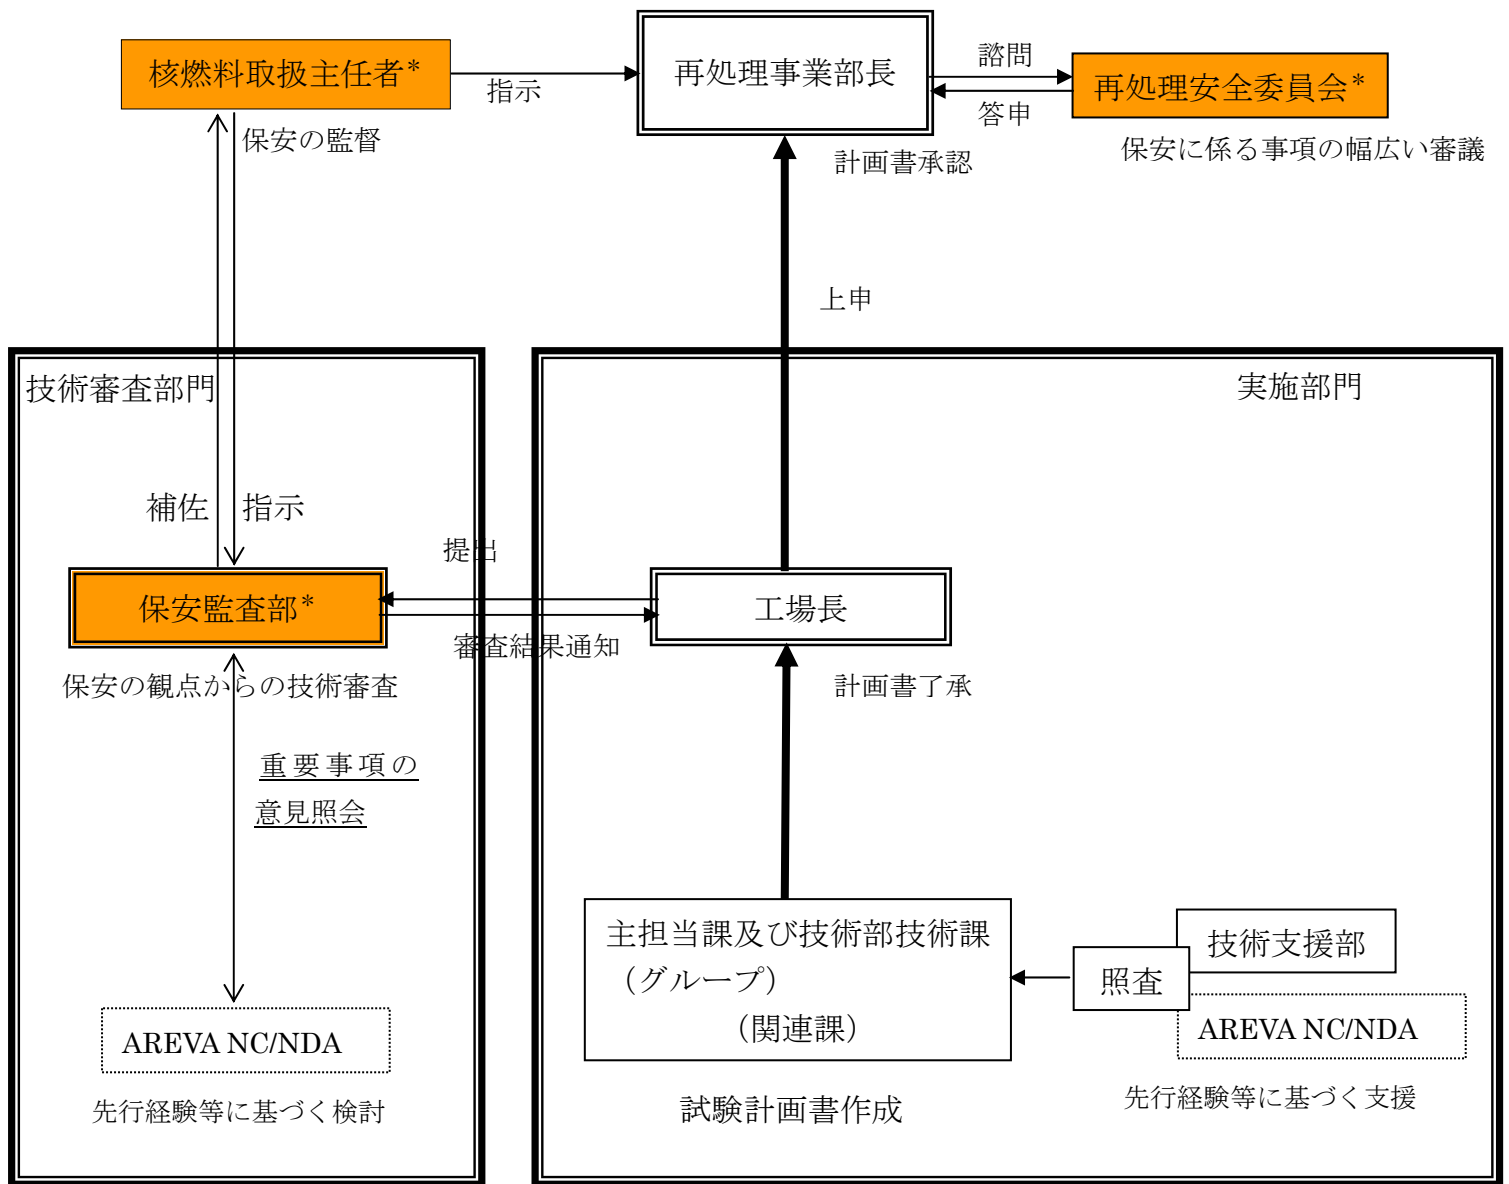 核燃料取扱主任者*
指示
再処理事業部長
諮問
答申
再処理安全委員会*
保安の監督
計画書承認
保安に係る事項の幅広い審議
上申
技術審査部門
実施部門
補佐
指示
提出
保安監査部*
工場長
審査結果通知
保安の観点からの技術審査
計画書了承
重要事項の
意見照会
主担当課及び技術部技術課
（グループ）
（関連課）
技術支援部
照査
AREVA NC/NDA
AREVA NC/NDA
先行経験等に基づく検討
試験計画書作成
先行経験等に基づく支援